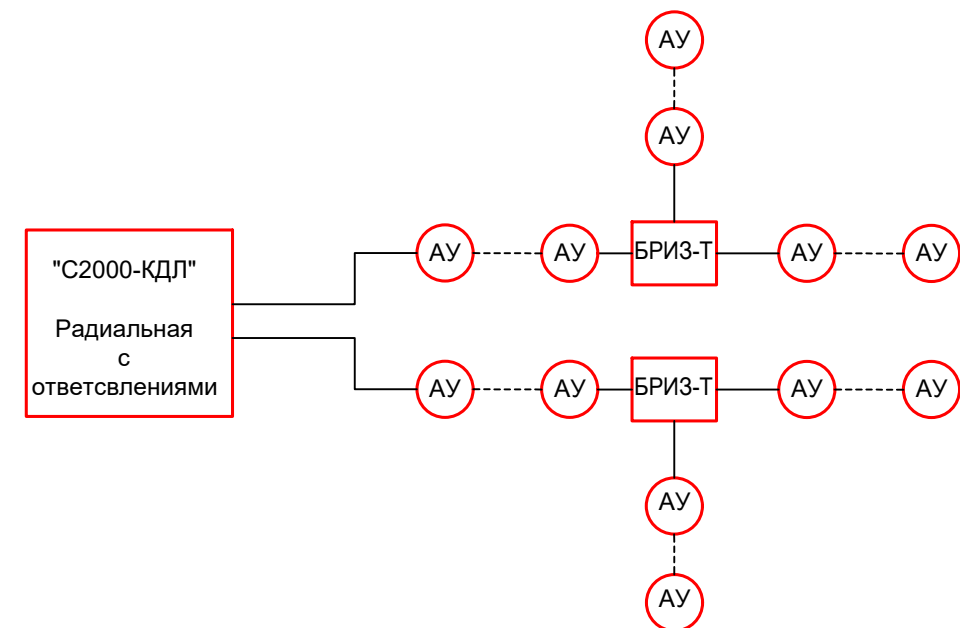 АУ
АУ
"С2000-КДЛ"
Радиальная
с
ответсвлениями
АУ
АУ
БРИЗ-Т
АУ
АУ
АУ
АУ
БРИЗ-Т
АУ
АУ
АУ
АУ